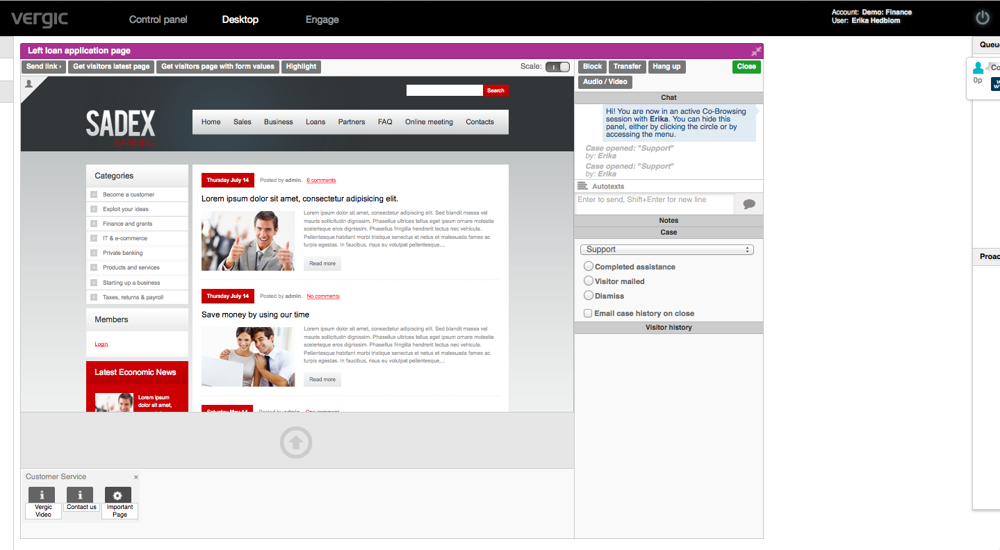 vergic
Control panel
Desktop
Engage
Account: Demo: Finance
User: Erika Hedblom
Left loan application page
Send link ›
Get visitors latest page
Get visitors page with form values
Highlight
Scale:
Search
SADEX
BANKING
Home
Sales
Business
Loans
Partners
FAQ
Online meeting
Contacts
Categories
Become a customer
Exploit your ideas
Finance and grants
IT & e-commerce
Private banking
Products and services
Starting up a business
Taxes, returns & payroll
Members
Login
Latest Economic News
Lorem ipsum
dolor sit amet,
Thursday July 14
Posted by admin.
6 comments
Lorem ipsum dolor sit amet, consectetur adipisicing elit.
Lorem ipsum dolor sit amet, consectetur adipiscing elit. Sed blandit massa vel
mauris dictum interdum. Suspendisse potenti. Nunc ipsum ornare molestie
scelerisque eros dignissim. Phasellus fringilla hendrerit lectus nec vehicula.
Pellentesque habitant morbi tristique senectus et netus et malesuada fames ac
turpis egestas. In faucibus, risus eu volutpat pellentesque,...
Read more
Thursday July 14
Posted by admin.
No comments
Save money by using our time
Lorem ipsum dolor sit amet, consectetur adipiscing elit. Sed blandit massa vel
sapien. Phasellus ultrices tellus eget ipsum ornare molestie
scelerisque eros dignissim. Phasellus fringilla hendrerit lectus nec vehicula.
Pellentesque habitant morbi tristique senectus et netus et malesuada fames ac
turpis egestas. In faucibus, risus eu volutpat pellentesque,...
Read more
Saturday May 14
Posted by admin.
One comment
Customer Service
×
Vergic
Video
Contact us
Important
Page
Block
Transfer
Hang up
Close
Audio / Video
Chat
Hi! You are now in an active Co-Browsing
session with Erika. You can hide this
panel, either by clicking the circle or by
accessing the menu.
Case opened: "Support"
by: Erika
Case opened: "Support"
by: Erika
Autotexts
Enter to send, Shift+Enter for new line
Notes
Case
Support
Completed assistance
Visitor mailed
Dismiss
Email case history on close
Visitor history
Queu
Co
0p
Proac